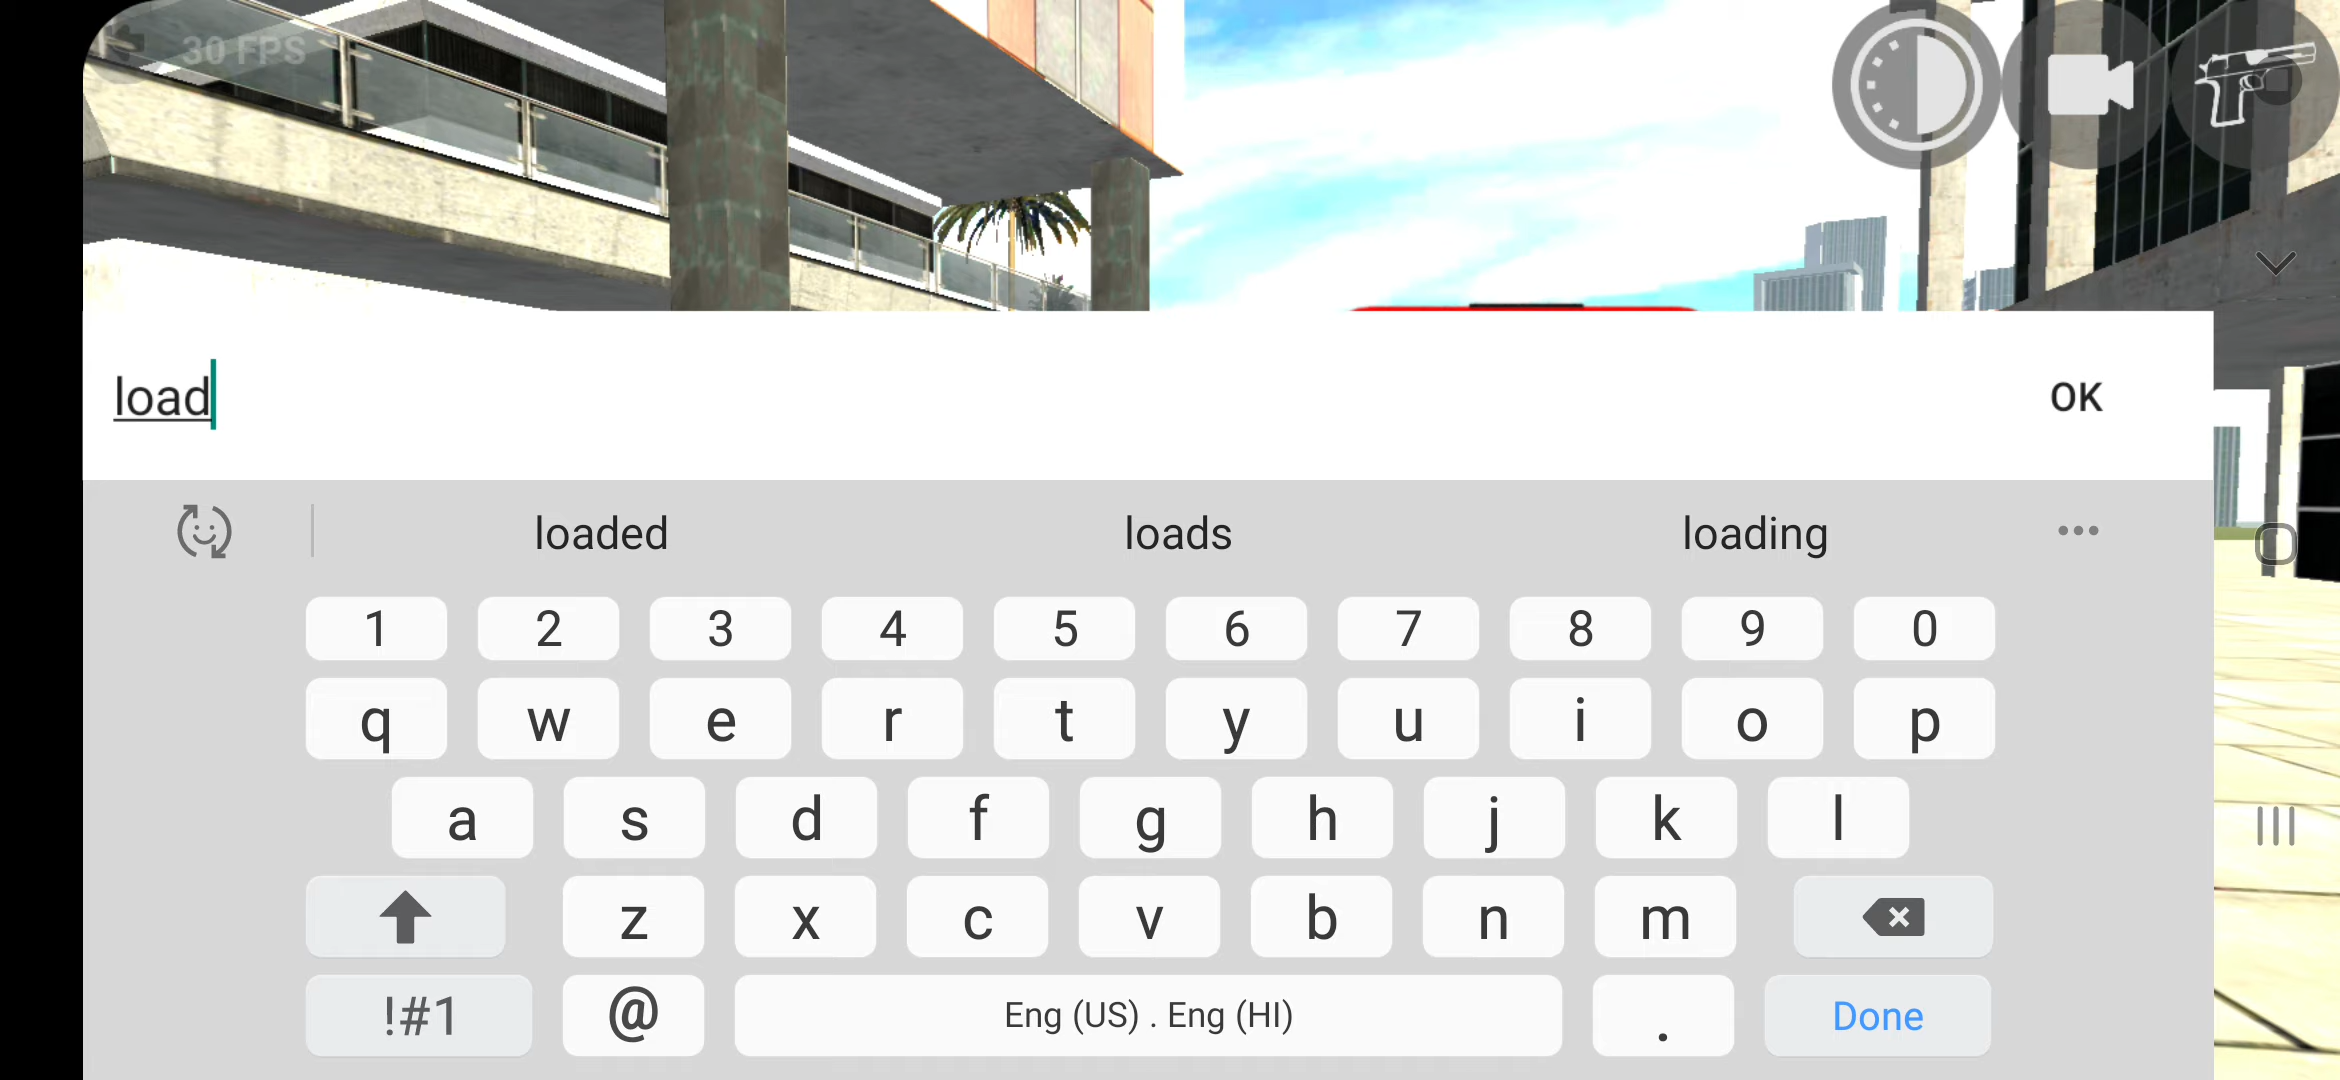 30 FPS
load
OK
loaded loads loading
1 2 3 4 5 6 7 8 9 0
q w e r t y u i o p
a s d f g h j k l
z x c v b n m
!#1 @ Eng (US) . Eng (HI) . Done